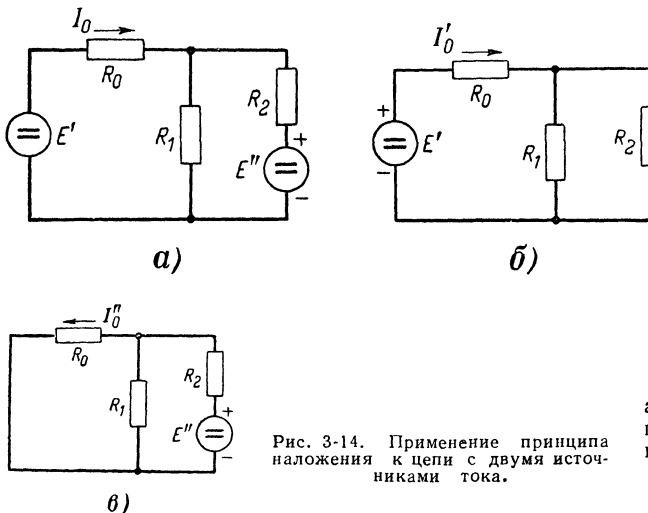 I₀
R₀
E′
R₁
R₂
+
E″
−
а)
I′₀
R₀
+
E′
−
R₁
R₂
б)
I″₀
R₀
R₁
R₂
+
E″
−
в)
Рис. 3-14. Применение принципа
наложения к цепи с двумя источ-
никами тока.